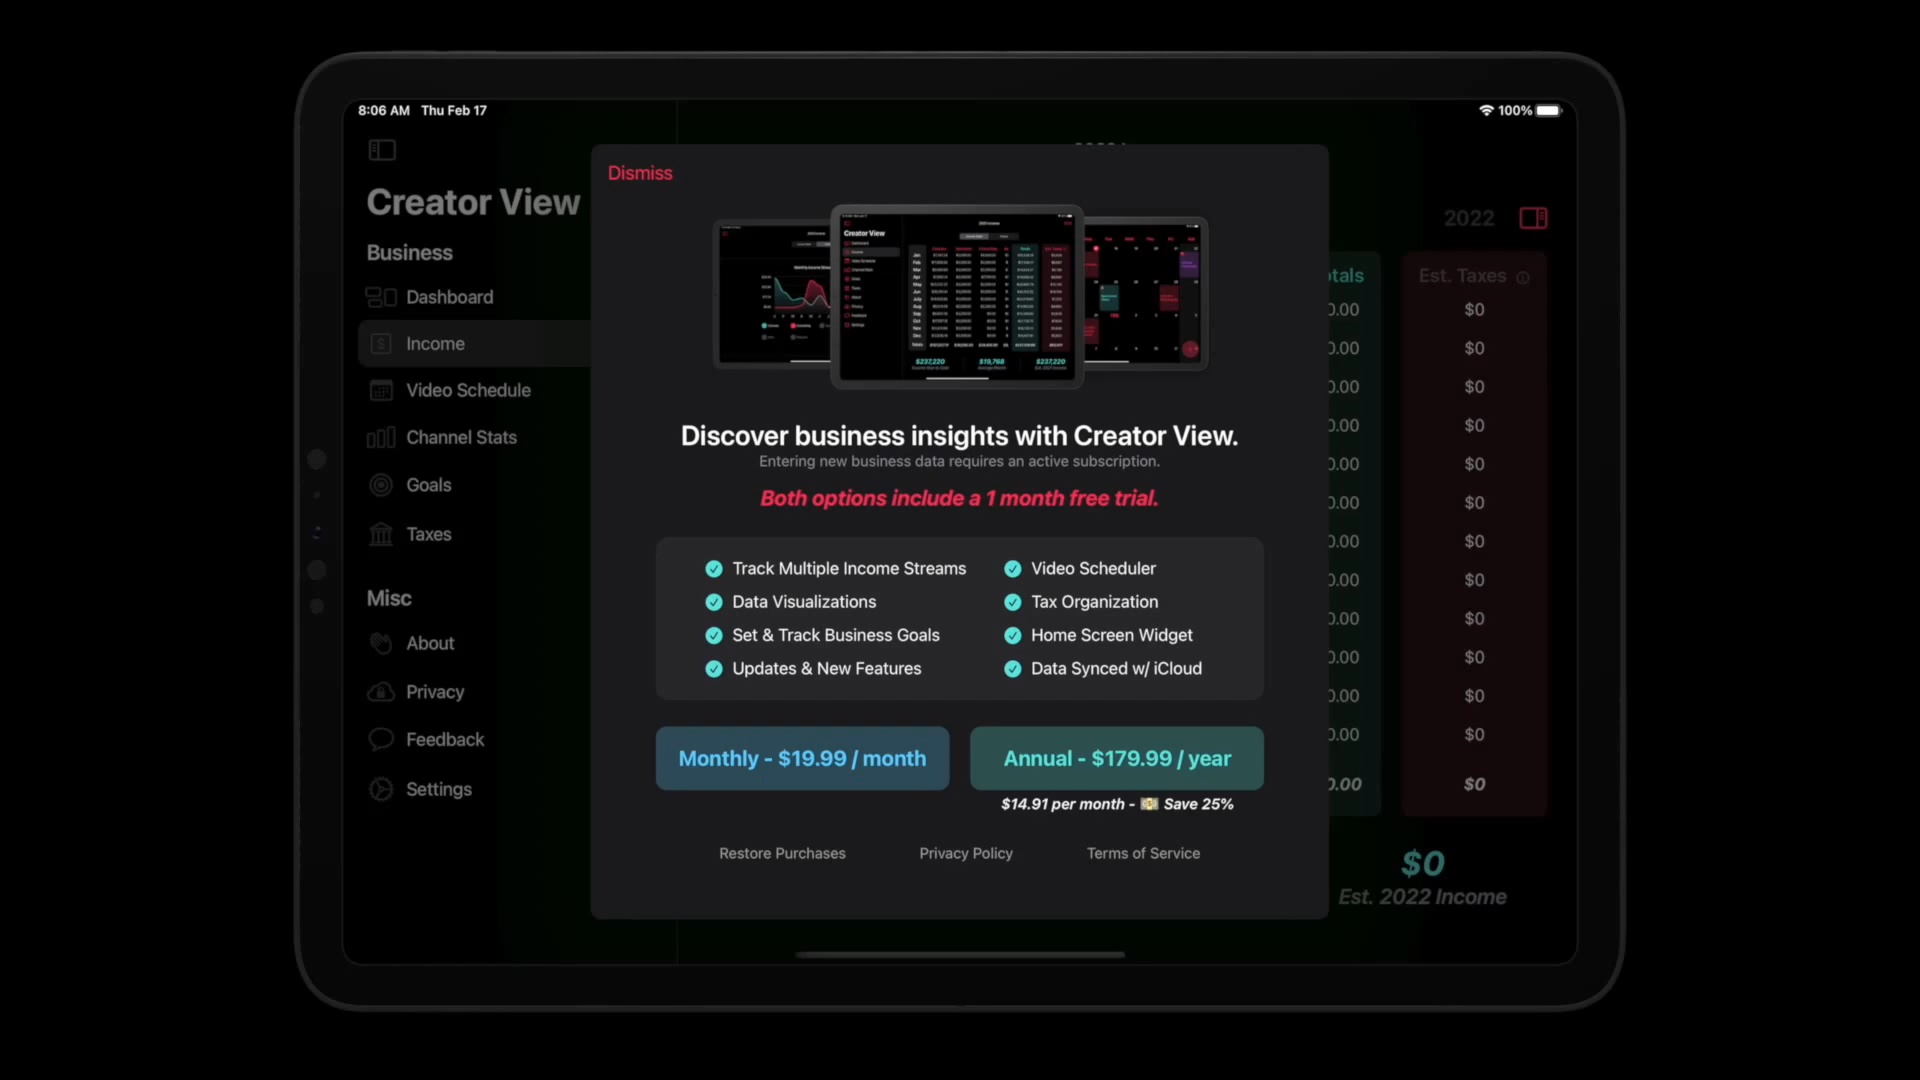 8:06 AM Thu Feb 17
100%
Creator View
Business
Dashboard
Income
Video Schedule
Channel Stats
Goals
Taxes
Misc
About
Privacy
Feedback
Settings
Dismiss
Creator View
Discover business insights with Creator View.
Entering new business data requires an active subscription.
Both options include a 1 month free trial.
Track Multiple Income Streams
Data Visualizations
Set & Track Business Goals
Updates & New Features
Video Scheduler
Tax Organization
Home Screen Widget
Data Synced w/ iCloud
Monthly - $19.99 / month
Annual - $179.99 / year
$14.91 per month - 💵 Save 25%
Restore Purchases
Privacy Policy
Terms of Service
2022
Est. Taxes
$0
$0
$0
$0
$0
$0
$0
$0
$0
$0
$0
$0
$0
$0
Est. 2022 Income